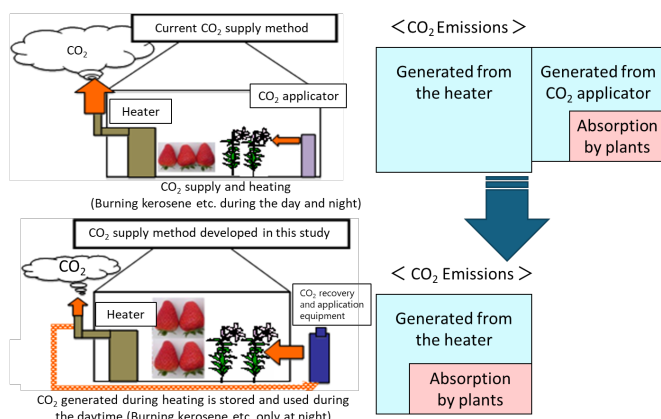 Current CO₂ supply method
CO₂
CO₂ applicator
Heater
CO₂ supply and heating
(Burning kerosene etc. during the day and night)
＜CO₂ Emissions ＞
Generated from
the heater
Generated from
CO₂ applicator
Absorption
by plants
CO₂ supply method developed in this study
CO₂
Heater
CO₂ recovery
and application
equipment
CO₂ generated during heating is stored and used during
the daytime (Burning kerosene etc. only at night)
＜ CO₂ Emissions ＞
Generated from
the heater
Absorption
by plants